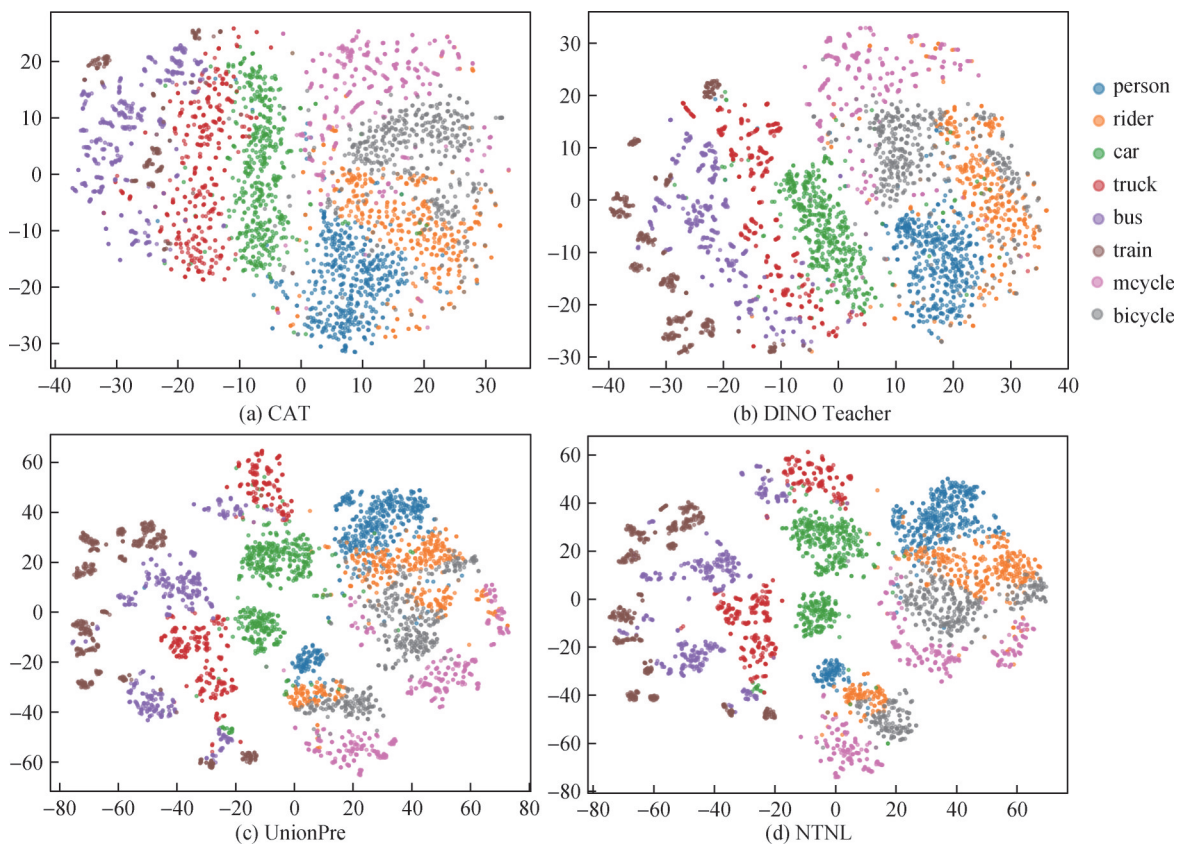 20
10
0
−10
−20
−30
−40 −30 −20 −10 0 10 20 30
(a) CAT
30
20
10
0
−10
−20
−30
−40 −30 −20 −10 0 10 20 30 40
(b) DINO Teacher
person
rider
car
truck
bus
train
mcycle
bicycle
60
40
20
0
−20
−40
−60
−80 −60 −40 −20 0 20 40 60 80
(c) UnionPre
60
40
20
0
−20
−40
−60
−80
−80 −60 −40 −20 0 20 40 60
(d) NTNL